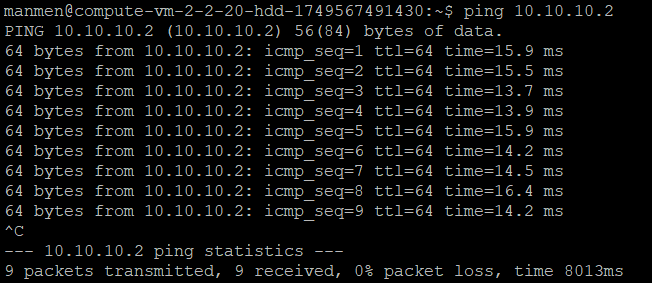 manmen@compute-vm-2-2-20-hdd-1749567491430:~$ ping 10.10.10.2
PING 10.10.10.2 (10.10.10.2) 56(84) bytes of data.
64 bytes from 10.10.10.2: icmp_seq=1 ttl=64 time=15.9 ms
64 bytes from 10.10.10.2: icmp_seq=2 ttl=64 time=15.5 ms
64 bytes from 10.10.10.2: icmp_seq=3 ttl=64 time=13.7 ms
64 bytes from 10.10.10.2: icmp_seq=4 ttl=64 time=13.9 ms
64 bytes from 10.10.10.2: icmp_seq=5 ttl=64 time=15.9 ms
64 bytes from 10.10.10.2: icmp_seq=6 ttl=64 time=14.2 ms
64 bytes from 10.10.10.2: icmp_seq=7 ttl=64 time=14.5 ms
64 bytes from 10.10.10.2: icmp_seq=8 ttl=64 time=16.4 ms
64 bytes from 10.10.10.2: icmp_seq=9 ttl=64 time=14.2 ms
^C
--- 10.10.10.2 ping statistics ---
9 packets transmitted, 9 received, 0% packet loss, time 8013ms